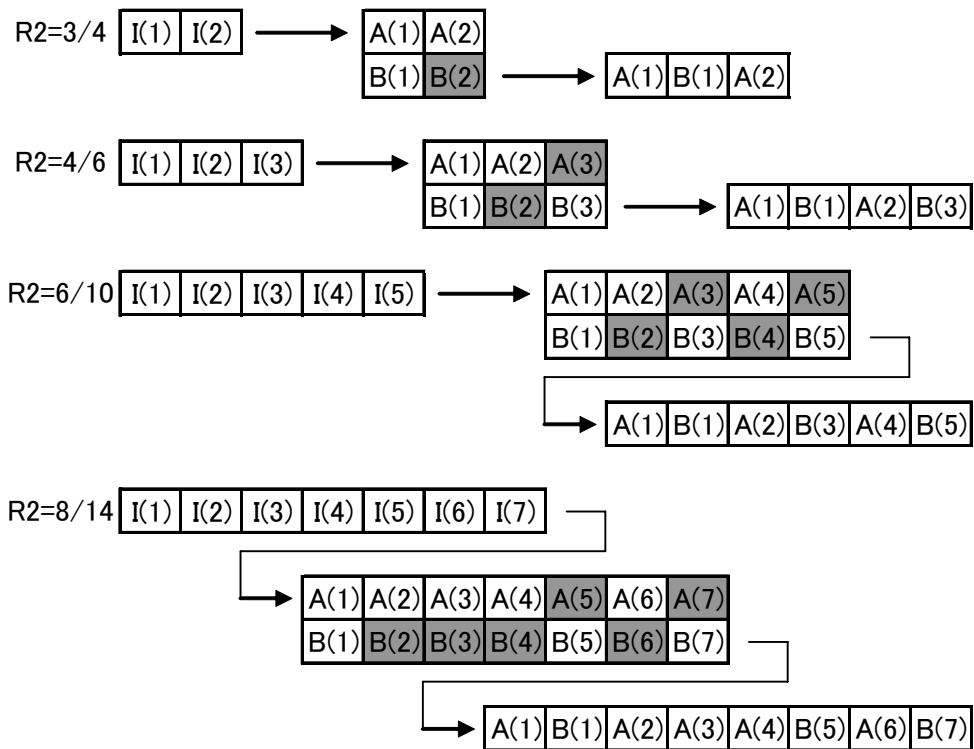 R2=3/4 I(1) I(2) A(1) A(2)
B(1) B(2) A(1) B(1) A(2)
R2=4/6 I(1) I(2) I(3) A(1) A(2) A(3)
B(1) B(2) B(3) A(1) B(1) A(2) B(3)
R2=6/10 I(1) I(2) I(3) I(4) I(5) A(1) A(2) A(3) A(4) A(5)
B(1) B(2) B(3) B(4) B(5)
A(1) B(1) A(2) B(3) A(4) B(5)
R2=8/14 I(1) I(2) I(3) I(4) I(5) I(6) I(7)
A(1) A(2) A(3) A(4) A(5) A(6) A(7)
B(1) B(2) B(3) B(4) B(5) B(6) B(7)
A(1) B(1) A(2) A(3) A(4) B(5) A(6) B(7)